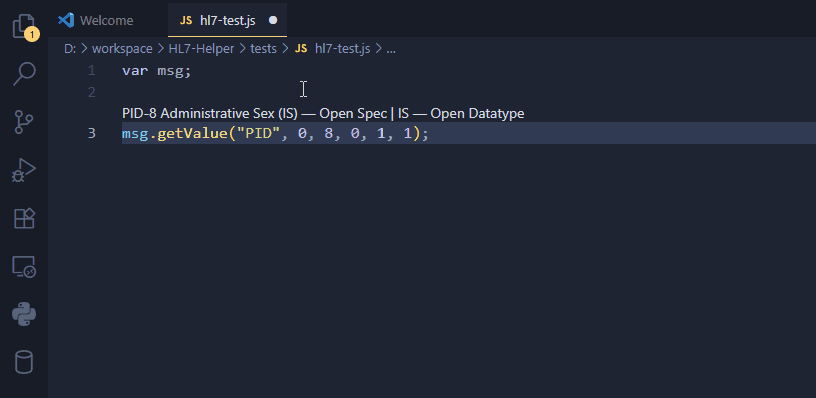 Welcome
JS hl7-test.js
1
D: > workspace > HL7-Helper > tests > JS hl7-test.js > ...
1 var msg;
2
PID-8 Administrative Sex (IS) — Open Spec | IS — Open Datatype
3 msg.getValue("PID", 0, 8, 0, 1, 1);